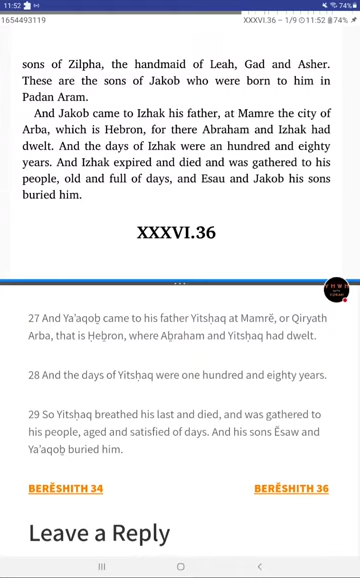 11:52
74%
1654493119
XXXVI.36 – 1/9 11:52 74%
sons of Zilpha, the handmaid of Leah, Gad and Asher.
These are the sons of Jakob who were born to him in
Padan Aram.
And Jakob came to Izhak his father, at Mamre the city of
Arba, which is Hebron, for there Abraham and Izhak had
dwelt. And the days of Izhak were an hundred and eighty
years. And Izhak expired and died and was gathered to his
people, old and full of days, and Esau and Jakob his sons
buried him.
XXXVI.36
YHWH
TORAH
27 And Ya‛aqoḇ came to his father Yitsḥaq at Mamrĕ, or Qiryath
Arba, that is Ḥeḇron, where Aḇraham and Yitsḥaq had dwelt.
28 And the days of Yitsḥaq were one hundred and eighty years.
29 So Yitsḥaq breathed his last and died, and was gathered to
his people, aged and satisfied of days. And his sons Ĕsaw and
Ya‛aqoḇ buried him.
BERĔSHITH 34
BERĔSHITH 36
Leave a Reply